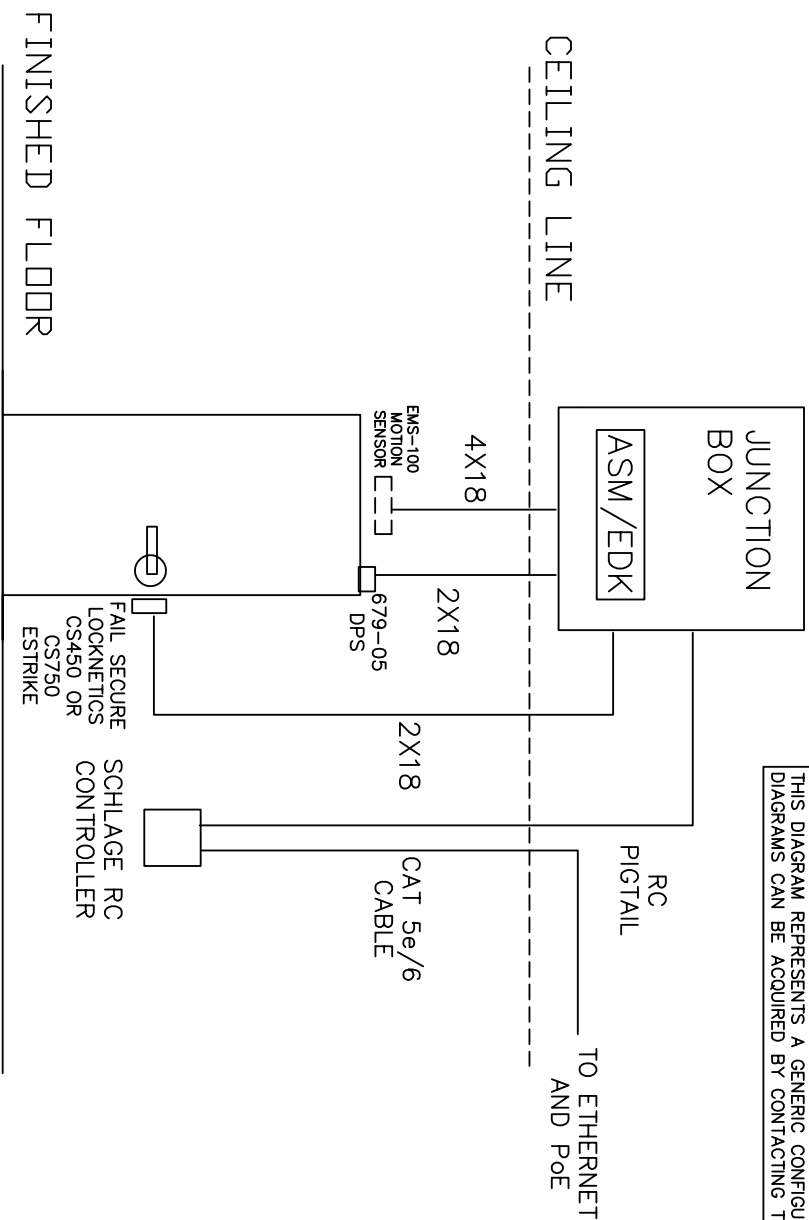 THIS DIAGRAM REPRESENTS A GENERIC CONFIGU
DIAGRAMS CAN BE ACQUIRED BY CONTACTING T
JUNCTION
BOX
ASM/EDK
RC
PIGTAIL
TO ETHERNET
AND PoE
CEILING LINE
4X18
2X18
2X18
CAT 5e/6
CABLE
EMS-100
MOTION
SENSOR
679-05
DPS
FAIL SECURE
LOCKNETICS
CS450 OR
CS750
ESTRIKE
SCHLAGE RC
CONTROLLER
FINISHED FLOOR